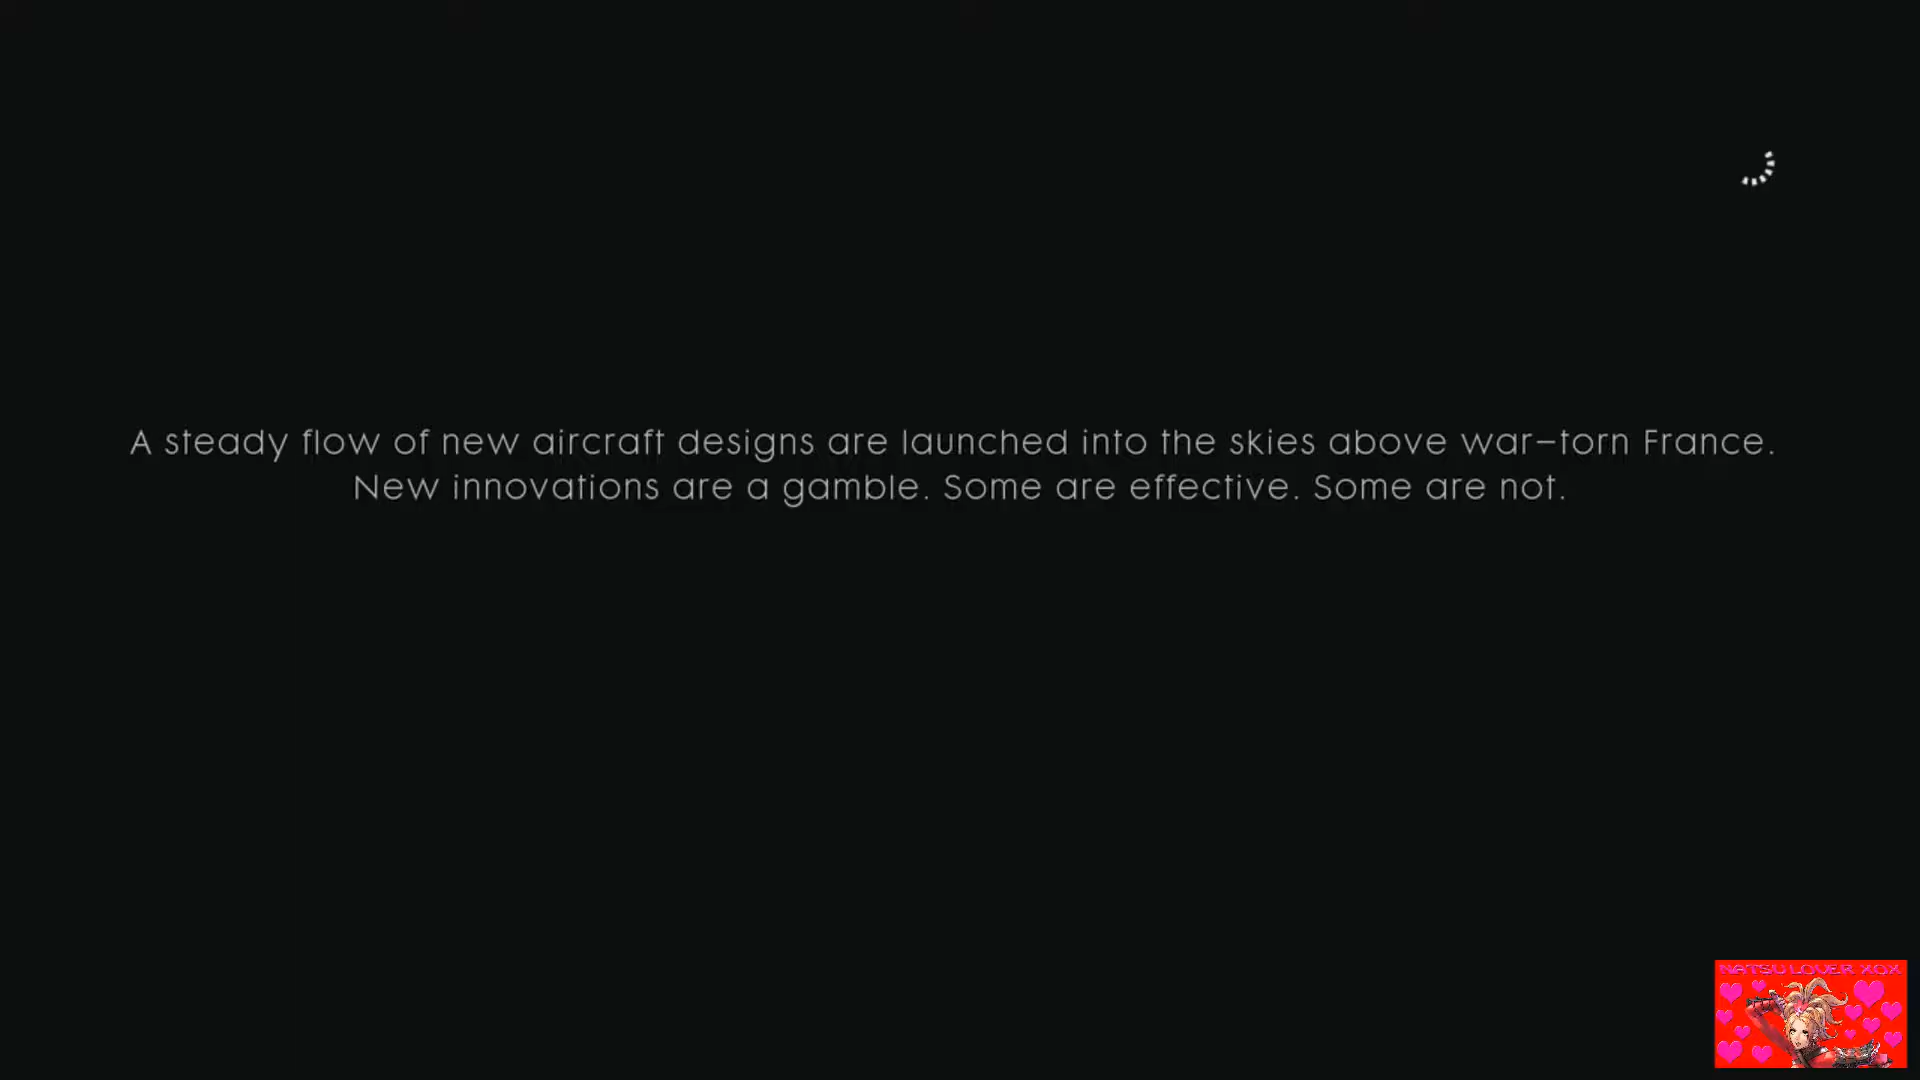 A steady flow of new aircraft designs are launched into the skies above war-torn France.
New innovations are a gamble. Some are effective. Some are not.
NATSU LOVER XOX